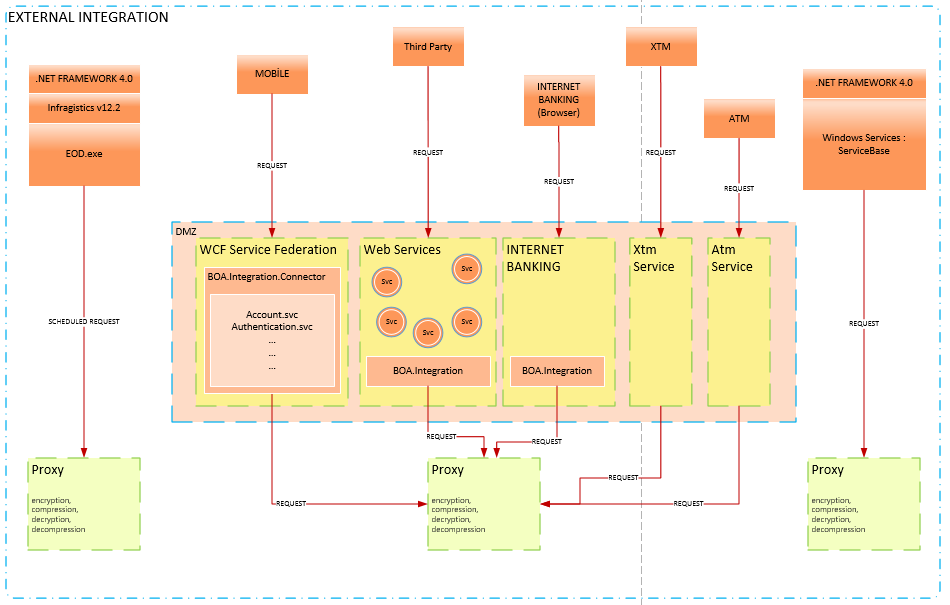 EXTERNAL INTEGRATION
.NET FRAMEWORK 4.0
Infragistics v12.2
EOD.exe
MOBİLE
Third Party
INTERNET
BANKING
(Browser)
XTM
ATM
.NET FRAMEWORK 4.0
Windows Services :
ServiceBase
REQUEST
REQUEST
REQUEST
REQUEST
REQUEST
SCHEDULED REQUEST
REQUEST
DMZ
WCF Service Federation
BOA.Integration.Connector
Account.svc
Authentication.svc
...
...
...
Web Services
Svc
Svc
Svc
Svc
Svc
BOA.Integration
INTERNET
BANKING
BOA.Integration
Xtm
Service
Atm
Service
REQUEST
REQUEST
REQUEST
REQUEST
REQUEST
Proxy
encryption,
compression,
decryption,
decompression
Proxy
encryption,
compression,
decryption,
decompression
Proxy
encryption,
compression,
decryption,
decompression